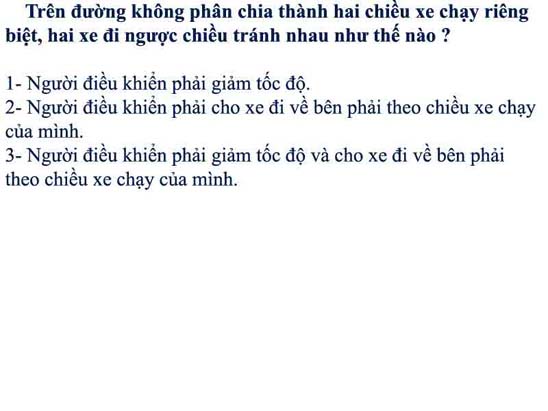 Trên đường không phân chia thành hai chiều xe chạy riêng
biệt, hai xe đi ngược chiều tránh nhau như thế nào ?
1- Người điều khiển phải giảm tốc độ.
2- Người điều khiển phải cho xe đi về bên phải theo chiều xe chạy
của mình.
3- Người điều khiển phải giảm tốc độ và cho xe đi về bên phải
theo chiều xe chạy của mình.